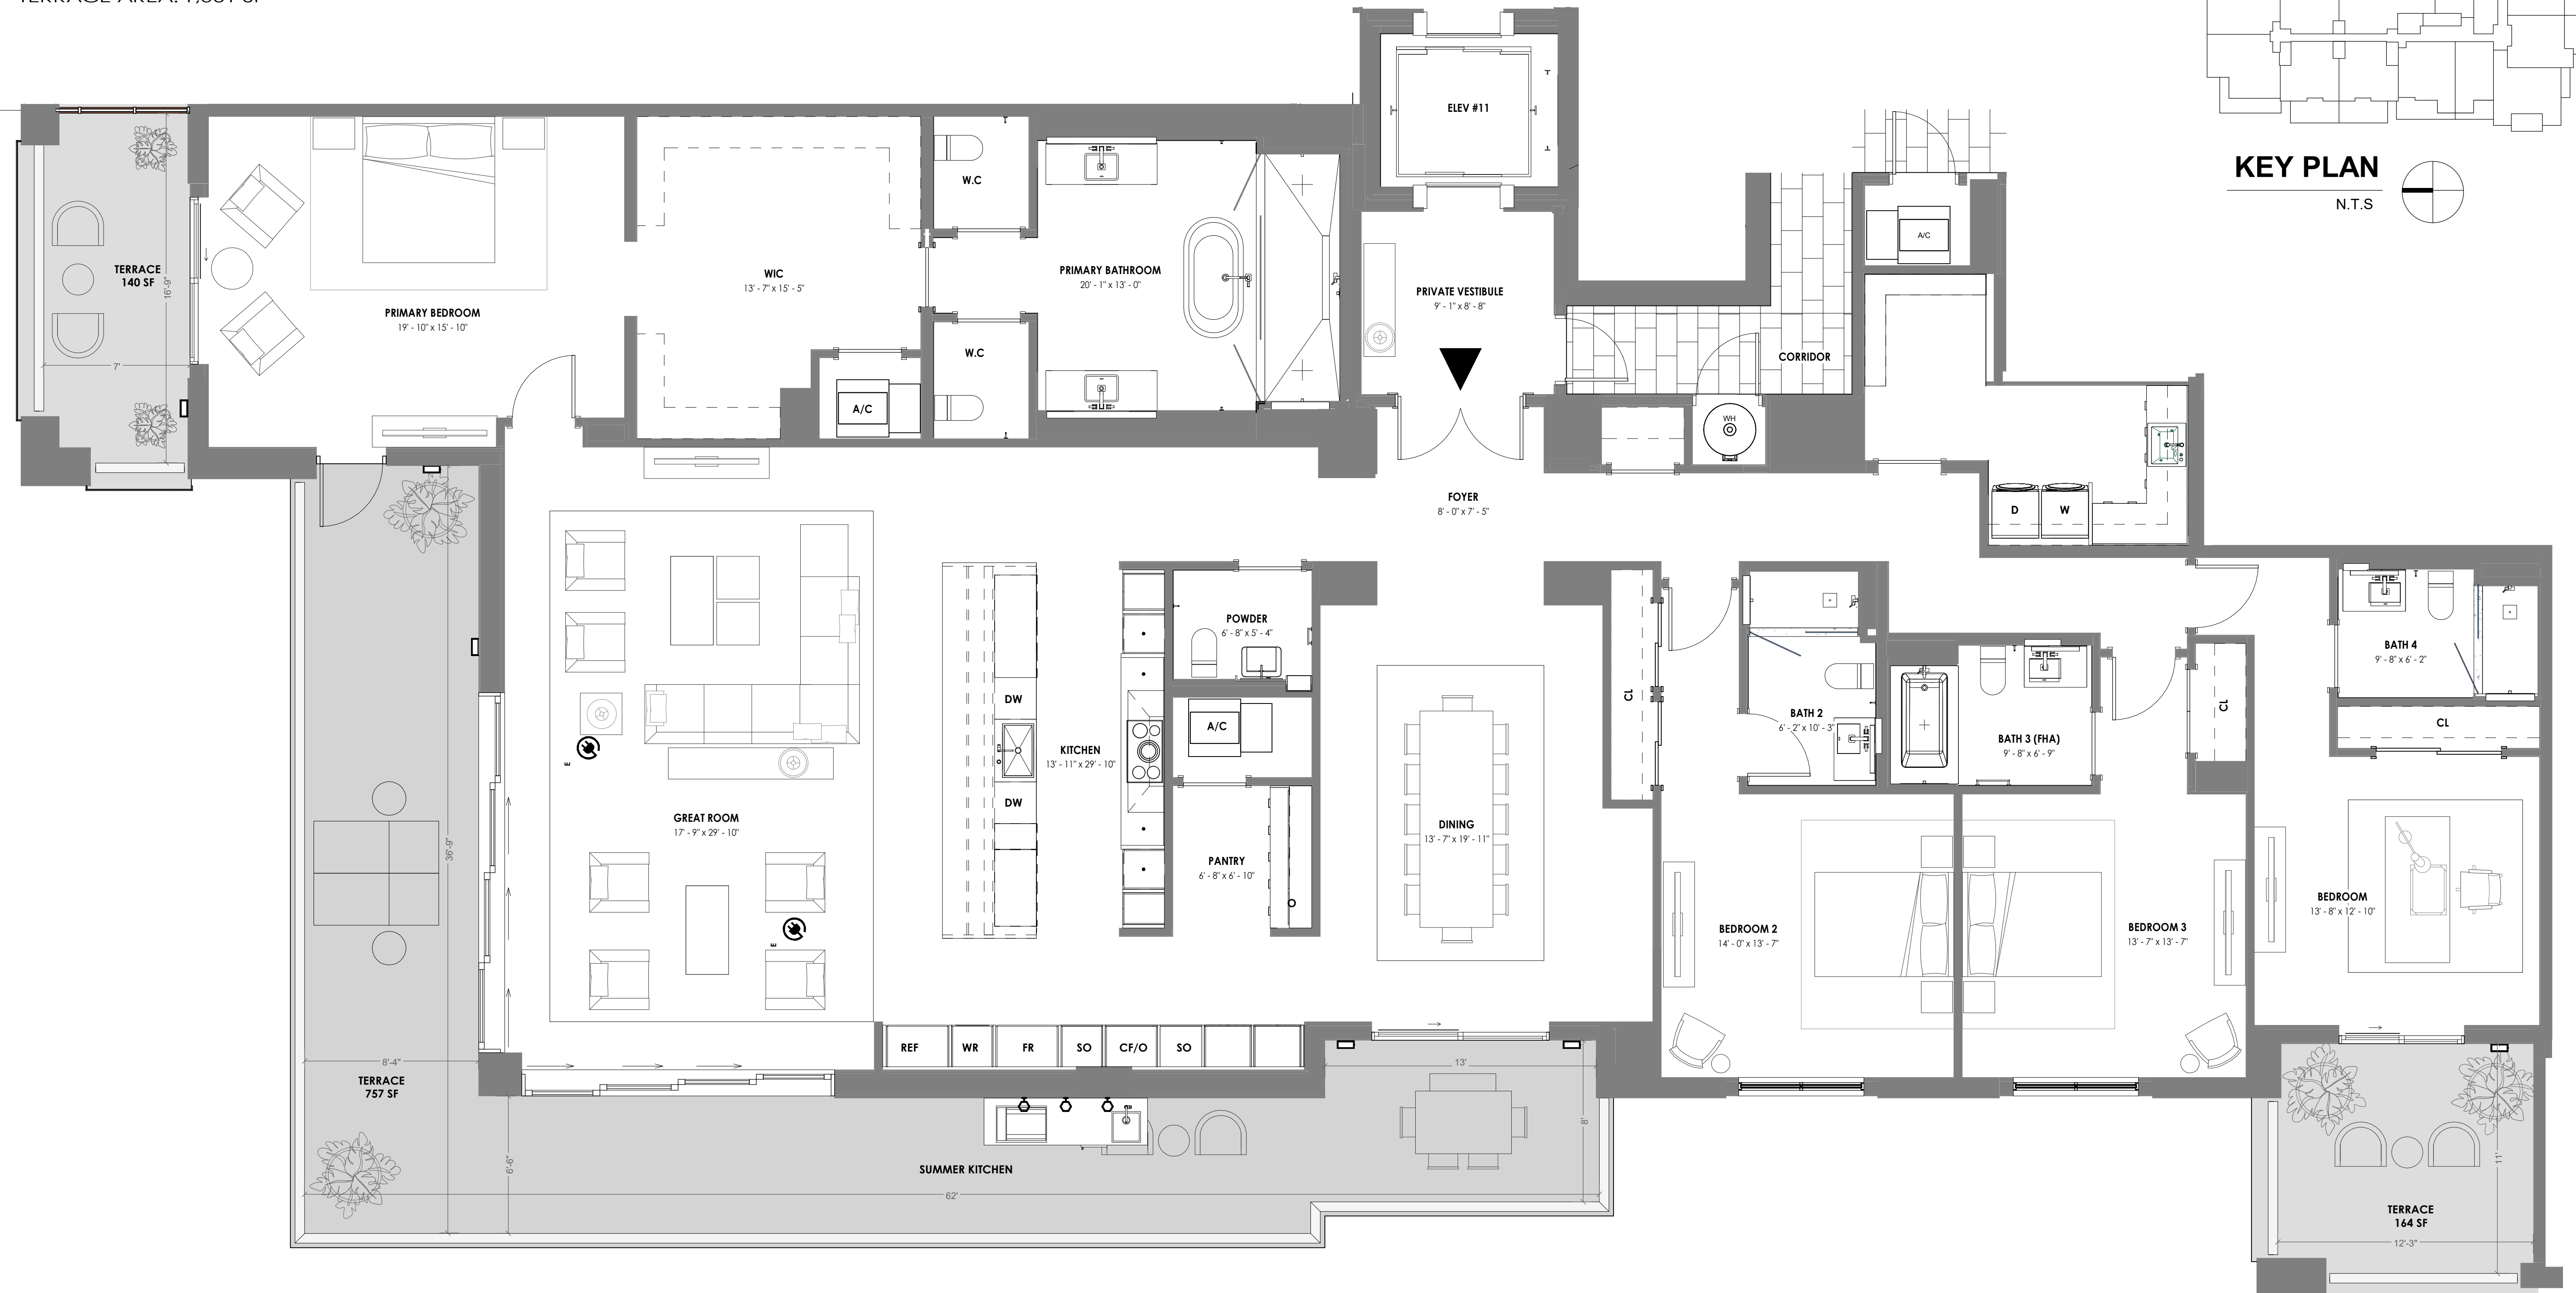 ELEV #11
KEY PLAN
N.T.S
A/C
W.C
TERRACE
140 SF
16'-9"
7'
PRIMARY BEDROOM
19' - 10" x 15' - 10"
WIC
13' - 7" x 15' - 5"
PRIMARY BATHROOM
20' - 1" x 13' - 0"
PRIVATE VESTIBULE
9' - 1" x 8' - 8"
CORRIDOR
W.C
A/C
WH
FOYER
8' - 0" x 7' - 5"
D
W
POWDER
6' - 8" x 5' - 4"
BATH 4
9' - 8" x 6' - 2"
DW
CL
BATH 2
6' - 2" x 10' - 3"
CL
CL
A/C
KITCHEN
13' - 11" x 29' - 10"
BATH 3 (FHA)
9' - 8" x 6' - 9"
E
DW
GREAT ROOM
17' - 9" x 29' - 10"
DINING
13' - 7" x 19' - 11"
36'-9"
PANTRY
6' - 8" x 6' - 10"
BEDROOM
13' - 8" x 12' - 10"
BEDROOM 2
14' - 0" x 13' - 7"
BEDROOM 3
13' - 7" x 13' - 7"
E
REF
WR
FR
SO
CF/O
SO
8'-4"
13'
TERRACE
757 SF
8'
6'-6"
SUMMER KITCHEN
62'
11'
TERRACE
164 SF
12'-3"